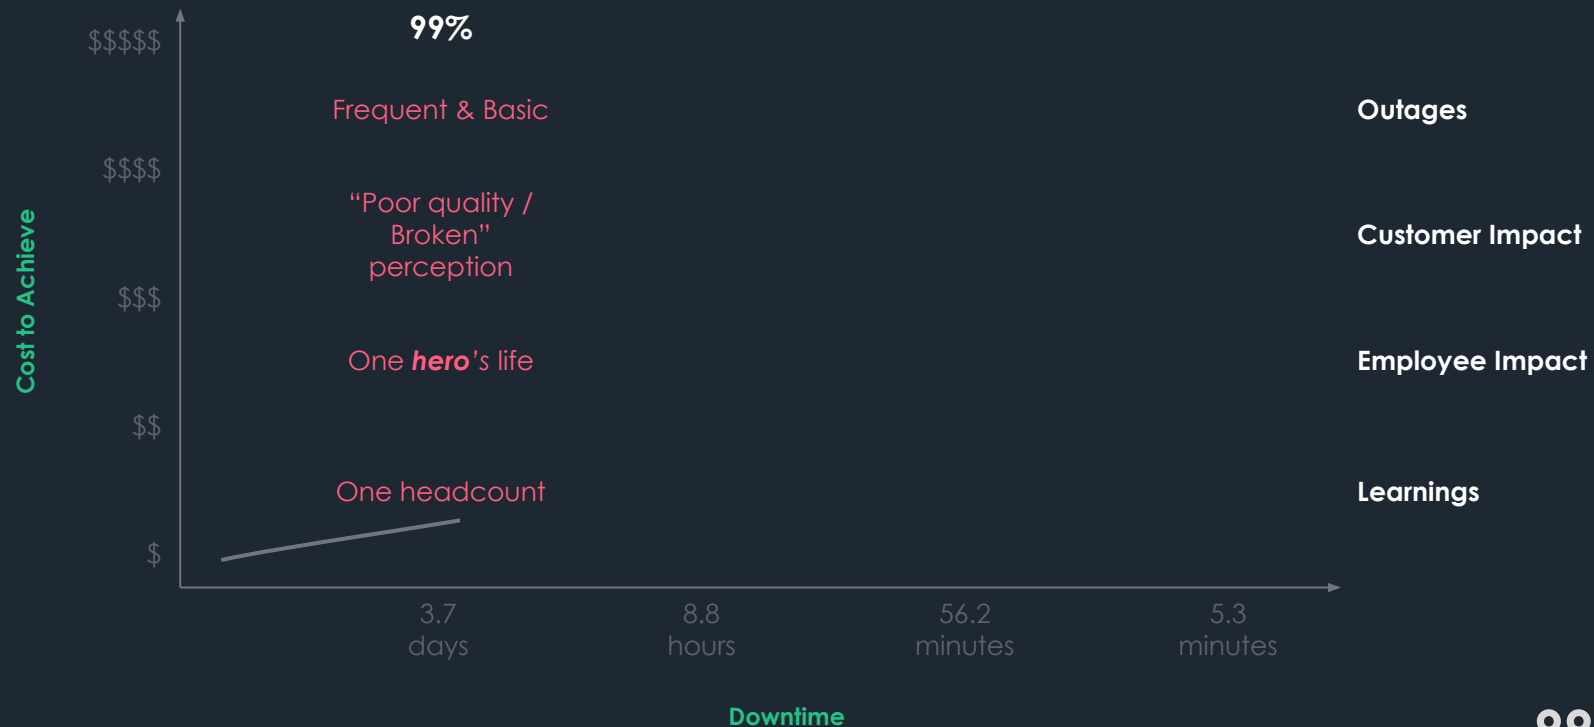 99%
$$$$$
Frequent & Basic
Outages
$$$$
“Poor quality /
Broken”
perception
Customer Impact
Cost to Achieve
$$$
One hero’s life
Employee Impact
$$
One headcount
Learnings
$
3.7
days
8.8
hours
56.2
minutes
5.3
minutes
Downtime